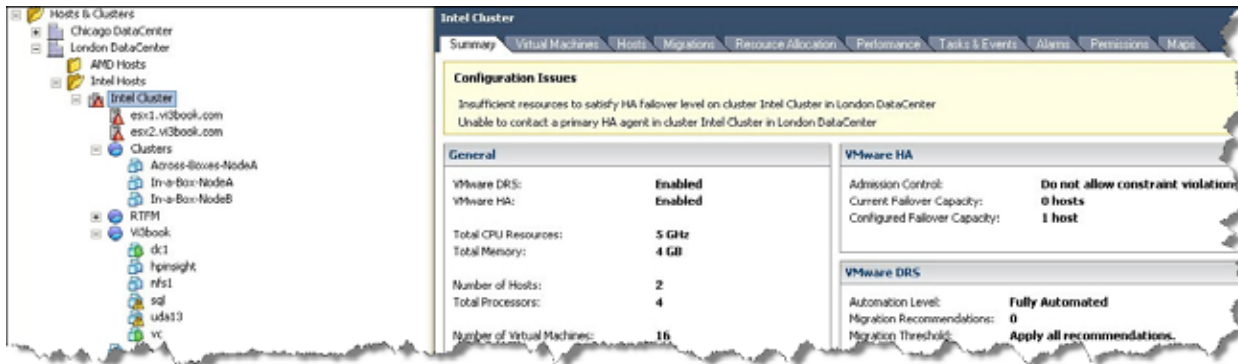 Hosts & Clusters
Chicago DataCenter
London DataCenter
AMD Hosts
Intel Hosts
Intel Cluster
esx1.vi3book.com
esx2.vi3book.com
Clusters
Across-Boxes-NodeA
In-a-Box-NodeA
In-a-Box-NodeB
RTFM
Vi3book
dc1
hpinsight
nfs1
sql
uda13
vc
Intel Cluster
Summary Virtual Machines Hosts Migrations Resource Allocation Performance Tasks & Events Alarms Permissions Maps
Configuration Issues
Insufficient resources to satisfy HA failover level on cluster Intel Cluster in London DataCenter
Unable to contact a primary HA agent in cluster Intel Cluster in London DataCenter
General
VMware DRS: Enabled
VMware HA: Enabled
Total CPU Resources: 5 GHz
Total Memory: 4 GB
Number of Hosts: 2
Total Processors: 4
Number of Virtual Machines: 16
VMware HA
Admission Control: Do not allow constraint violations
Current Failover Capacity: 0 hosts
Configured Failover Capacity: 1 host
VMware DRS
Automation Level: Fully Automated
Migration Recommendations: 0
Migration Threshold: Apply all recommendations.